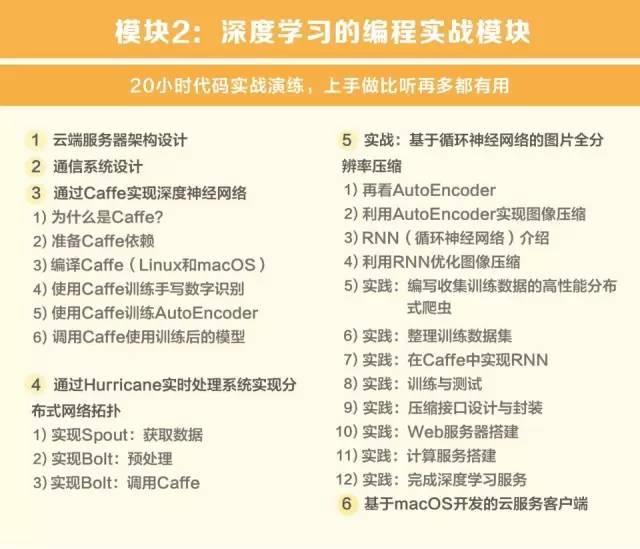 模块2：深度学习的编程实战模块
20小时代码实战演练，上手做比听再多都有用
1 云端服务器架构设计
2 通信系统设计
3 通过Caffe实现深度神经网络
1) 为什么是Caffe?
2) 准备Caffe依赖
3) 编译Caffe（Linux和macOS）
4) 使用Caffe训练手写数字识别
5) 使用Caffe训练AutoEncoder
6) 调用Caffe使用训练后的模型
4 通过Hurricane实时处理系统实现分
布式网络拓扑
1) 实现Spout：获取数据
2) 实现Bolt：预处理
3) 实现Bolt：调用Caffe
5 实战：基于循环神经网络的图片全分
辨率压缩
1) 再看AutoEncoder
2) 利用AutoEncoder实现图像压缩
3) RNN（循环神经网络）介绍
4) 利用RNN优化图像压缩
5) 实践：编写收集训练数据的高性能分布
式爬虫
6) 实践：整理训练数据集
7) 实践：在Caffe中实现RNN
8) 实践：训练与测试
9) 实践：压缩接口设计与封装
10) 实践：Web服务器搭建
11) 实践：计算服务搭建
12) 实践：完成深度学习服务
6 基于macOS开发的云服务客户端